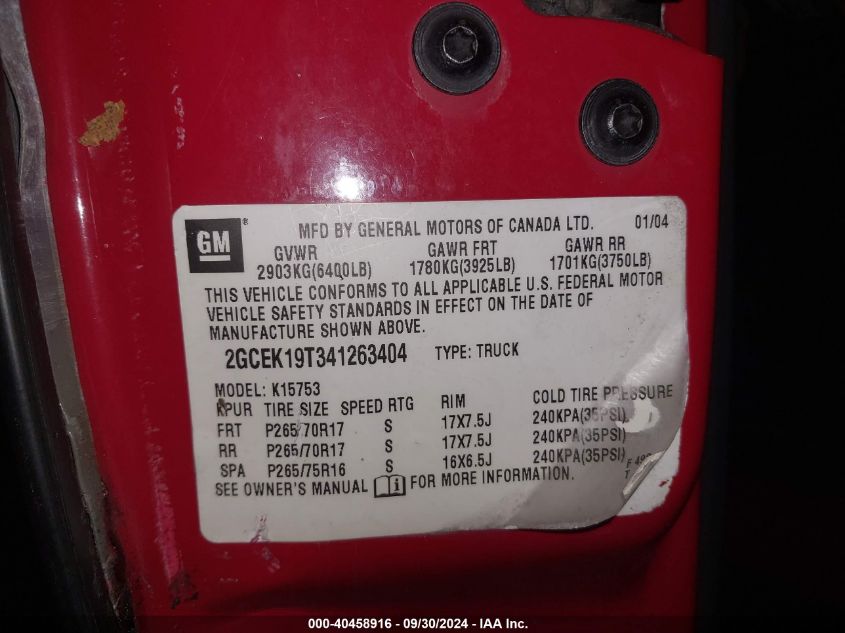 GM ®
MFD BY GENERAL MOTORS OF CANADA LTD. 01/04
GVWR GAWR FRT GAWR RR
2903KG(6400LB) 1780KG(3925LB) 1701KG(3750LB)
THIS VEHICLE CONFORMS TO ALL APPLICABLE U.S. FEDERAL MOTOR
VEHICLE SAFETY STANDARDS IN EFFECT ON THE DATE OF
MANUFACTURE SHOWN ABOVE.
2GCEK19T341263404 TYPE: TRUCK
MODEL: K15753
TIRE SIZE SPEED RTG RIM COLD TIRE PRESSURE
FRT P265/70R17 S 17X7.5J 240KPA(35PSI)
RR P265/70R17 S 17X7.5J 240KPA(35PSI)
SPA P265/75R16 S 16X6.5J 240KPA(35PSI)
SEE OWNER'S MANUAL i FOR MORE INFORMATION.
000-40458916 - 09/30/2024 - IAA Inc.